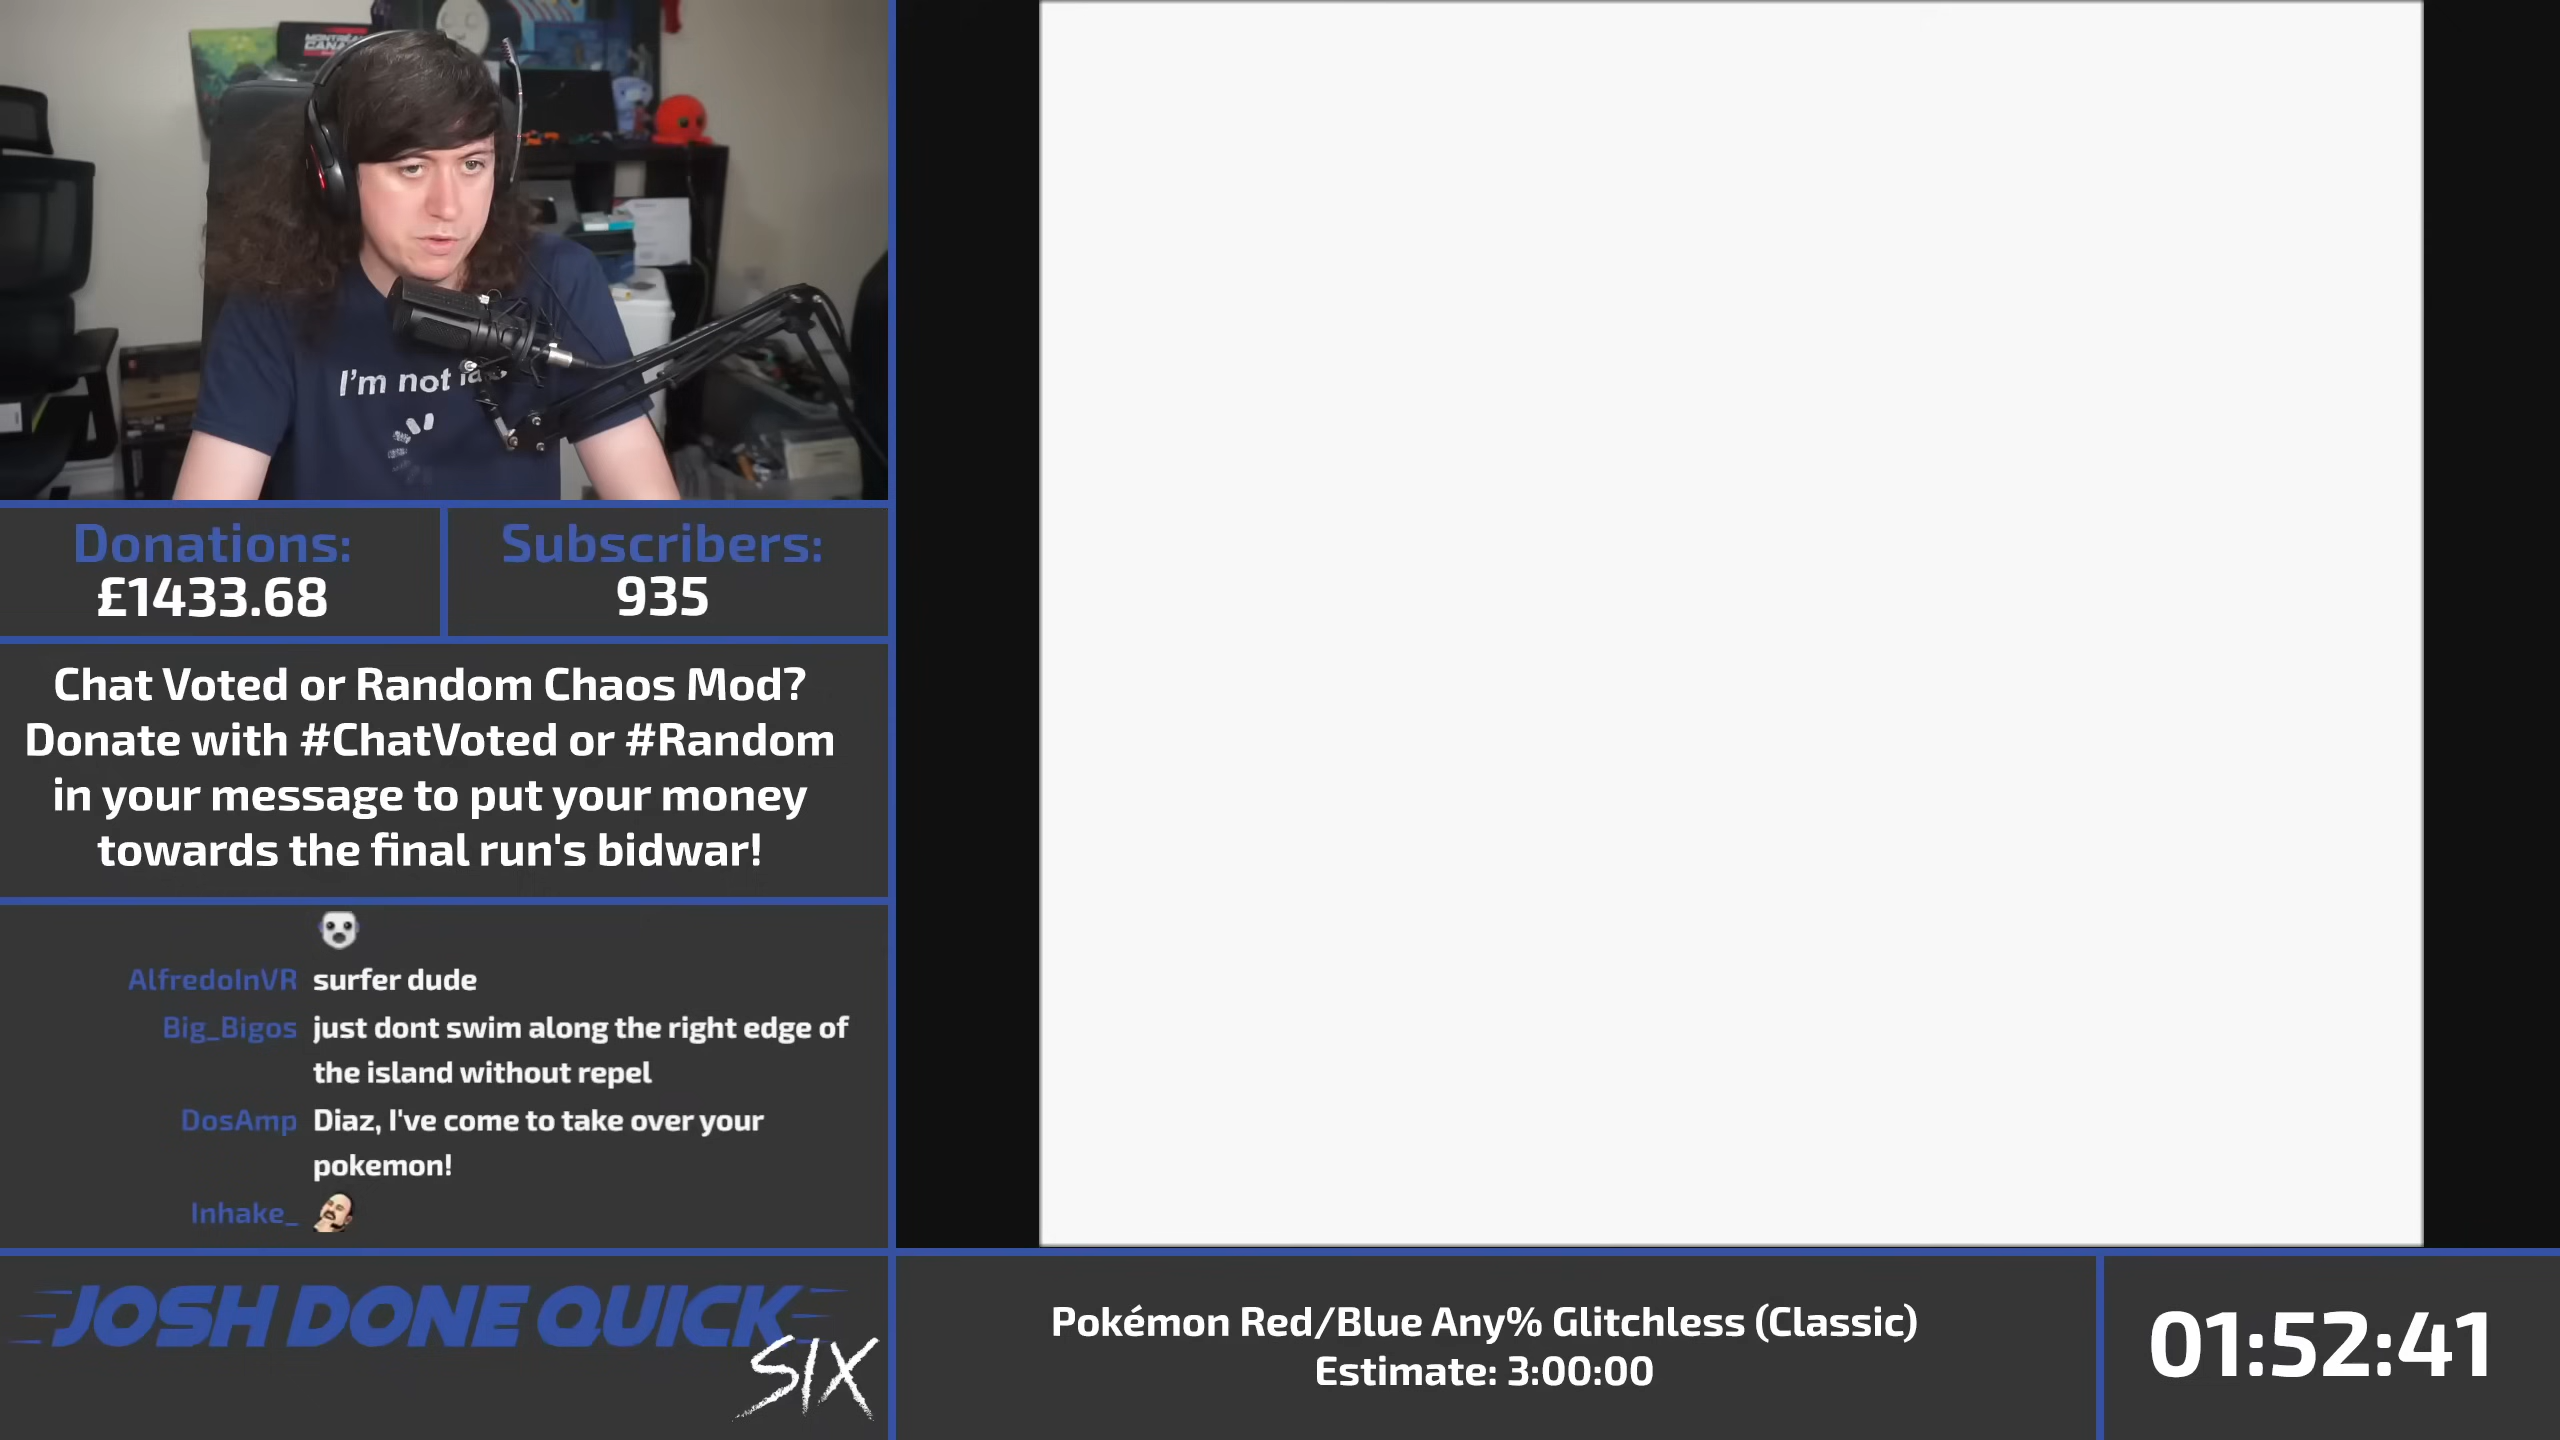 MONTRÉAL
CANADA
I'm not
Donations:
£1433.68
Subscribers:
935
Chat Voted or Random Chaos Mod?
Donate with #ChatVoted or #Random
in your message to put your money
towards the final run's bidwar!
AlfredoInVR surfer dude
Big_Bigos just dont swim along the right edge of
the island without repel
DosAmp Diaz, I've come to take over your
pokemon!
Inhake_
JOSH DONE QUICK
SIX
Pokémon Red/Blue Any% Glitchless (Classic)
Estimate: 3:00:00
01:52:41